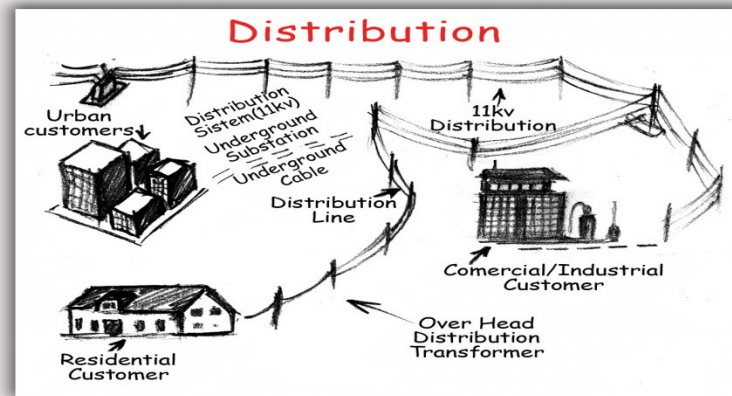 Distribution
Urban
customers
Distribution
Sistem(11kv)
Underground
Substation
Underground
Cable
11kv
Distribution
Distribution
Line
Comercial/Industrial
Customer
Over Head
Distribution
Transformer
Residential
Customer